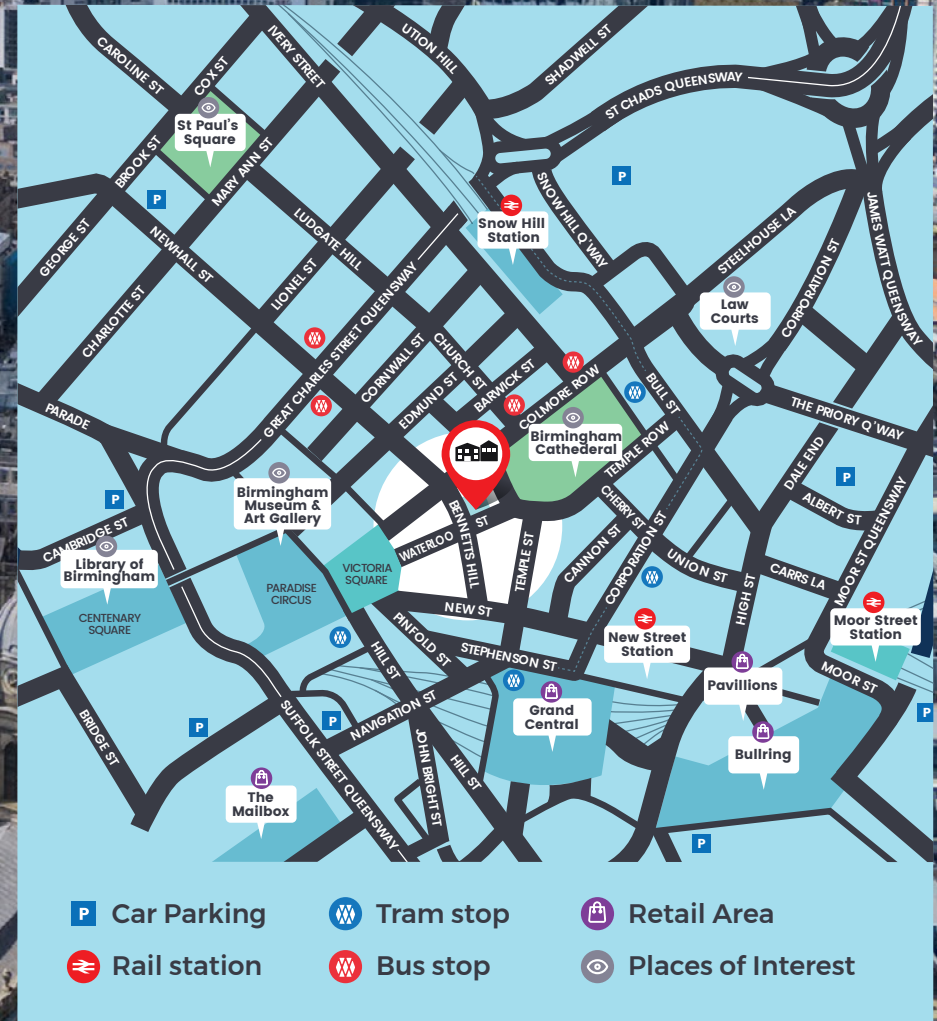 CAROLINE ST
COX ST
IVERY STREET
UTION HILL
SHADWELL ST
ST CHADS QUEENSWAY
St Paul's
Square
BROOK ST
MARY ANN ST
P
P
SNOW HILL Q'WAY
JAMES WATT QUEENSWAY
Snow Hill
Station
STEELHOUSE LA
GEORGE ST
NEWHALL ST
LUDGATE HILL
LIONEL ST
CHARLOTTE ST
GREAT CHARLES STREET QUEENSWAY
CORPORATION ST
Law
Courts
CORNWALL ST
CHURCH ST
EDMUND ST
BARWICK ST
COLMORE ROW
BULL ST
PARADE
THE PRIORY Q'WAY
Birmingham
Cathederal
TEMPLE ROW
DALE END
P
ALBERT ST
MOOR ST QUEENSWAY
Birmingham
Museum &
Art Gallery
P
CAMBRIDGE ST
Library of
Birmingham
CENTENARY
SQUARE
PARADISE
CIRCUS
VICTORIA
SQUARE
WATERLOO ST
BENNETTS HILL
TEMPLE ST
CHERRY ST
CANNON ST
CORPORATION ST
UNION ST
CARRS LA
HIGH ST
NEW ST
PINFOLD ST
STEPHENSON ST
HILL ST
New Street
Station
Moor Street
Station
MOOR ST
Pavillions
Grand
Central
Bullring
NAVIGATION ST
BRIDGE ST
P
P
P
SUFFOLK STREET QUEENSWAY
JOHN BRIGHT ST
HILL ST
The
Mailbox
P
P Car Parking
Tram stop
Retail Area
Rail station
Bus stop
Places of Interest